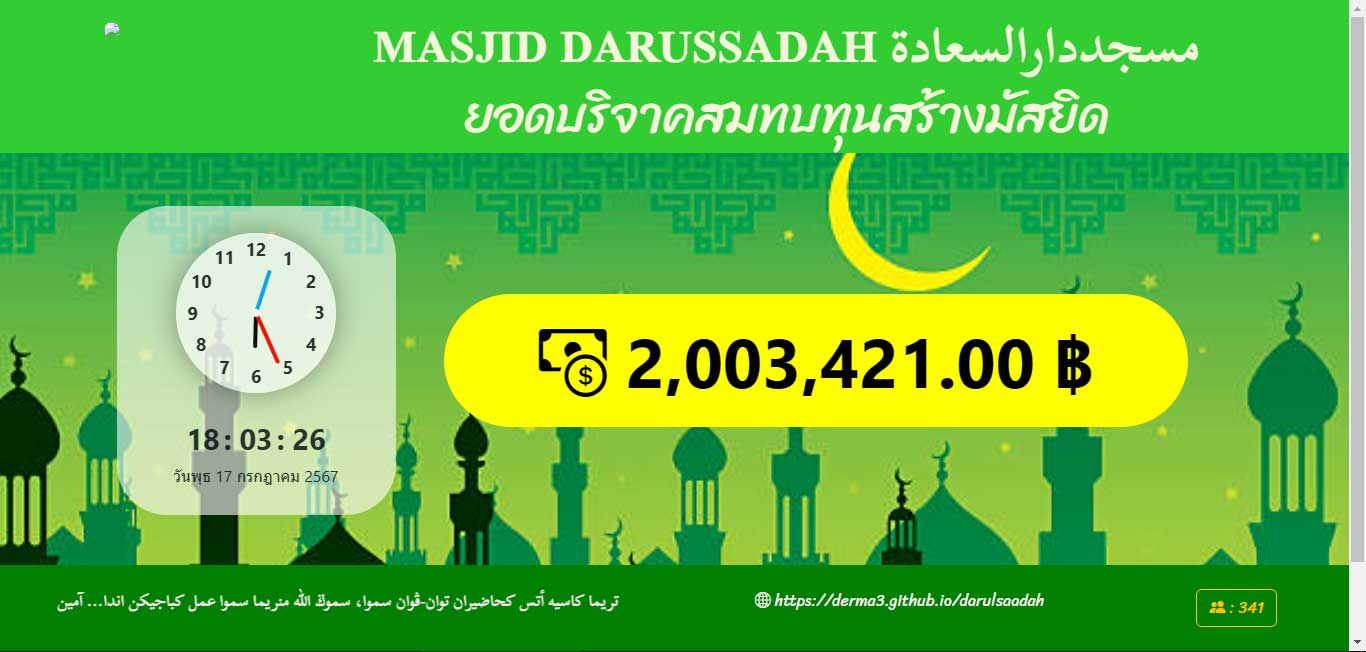 MASJID DARUSSADAH مسجددارالسعادة
ยอดบริจาคสมทบทุนสร้างมัสยิด
12
11 1
10 2
9 3
8 4
7 5
6
18 : 03 : 26
วันพุธ 17 กรกฎาคม 2567
2,003,421.00 ฿
تريما كاسيه أتس كحاضيران توان-ڤوان سموا، سموݢ الله منريما سموا عمل كباجيكن اندا... آمين
https://derma3.github.io/darulsaadah
: 341